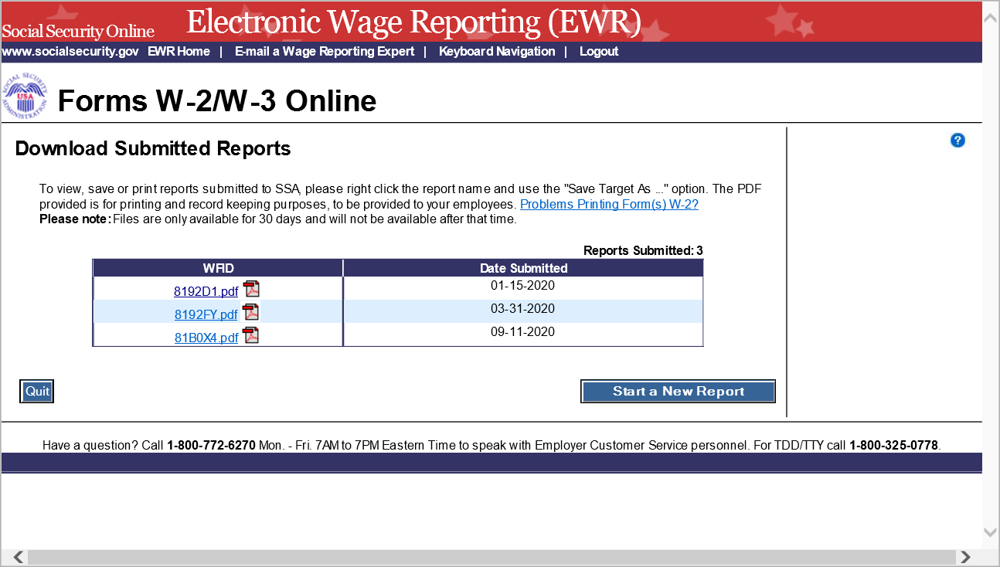 Social Security Online
Electronic Wage Reporting (EWR)
www.socialsecurity.gov EWR Home | E-mail a Wage Reporting Expert | Keyboard Navigation | Logout
SOCIAL SECURITY ADMINISTRATION
USA
Forms W-2/W-3 Online
Download Submitted Reports
?
To view, save or print reports submitted to SSA, please right click the report name and use the "Save Target As ..." option. The PDF
provided is for printing and record keeping purposes, to be provided to your employees. Problems Printing Form(s) W-2?
Please note: Files are only available for 30 days and will not be available after that time.
Reports Submitted: 3
WFID Date Submitted
8192D1.pdf 01-15-2020
8192FY.pdf 03-31-2020
81B0X4.pdf 09-11-2020
Quit Start a New Report
Have a question? Call 1-800-772-6270 Mon. - Fri. 7AM to 7PM Eastern Time to speak with Employer Customer Service personnel. For TDD/TTY call 1-800-325-0778.